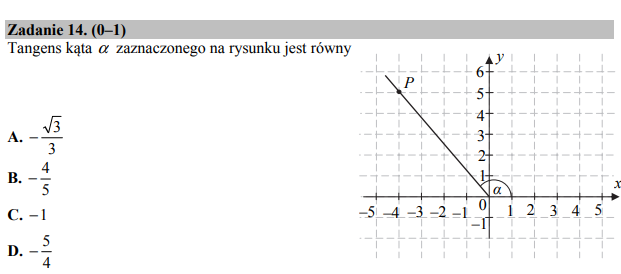 Zadanie 14. (0–1)
Tangens kąta α zaznaczonego na rysunku jest równy
A. −√3/3
B. −4/5
C. −1
D. −5/4
y
6
P
5
4
3
2
1
α
x
−5 −4 −3 −2 −1 0 1 2 3 4 5
−1